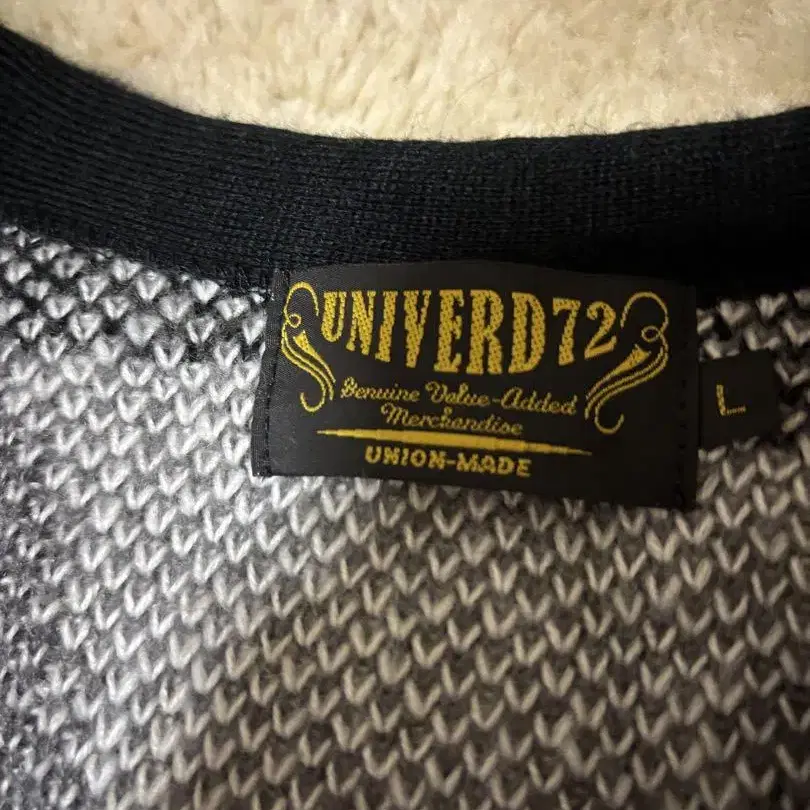 UNIVERD72
Genuine Value-Added
Merchandise
UNION-MADE
L